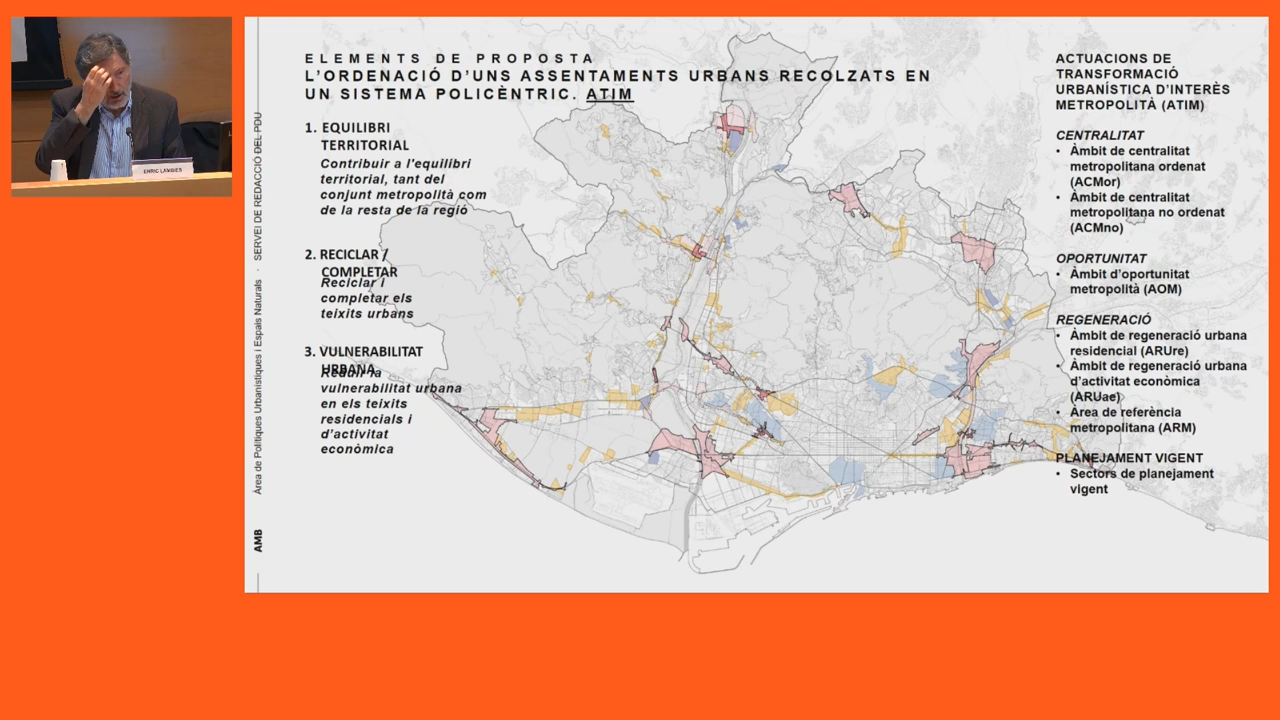 ENRIC LAMBIES
Àrea de Polítiques Urbanístiques i Espais Naturals · SERVEI DE REDACCIÓ DEL PDU
AMB
ELEMENTS DE PROPOSTA
L'ORDENACIÓ D'UNS ASSENTAMENTS URBANS RECOLZATS EN
UN SISTEMA POLICÈNTRIC. ATIM
1. EQUILIBRI
TERRITORIAL
Contribuir a l'equilibri
territorial, tant del
conjunt metropolità com
de la resta de la regió
2. RECICLAR /
COMPLETAR
Reciclar i
completar els
teixits urbans
3. VULNERABILITAT
URBANA
Reduir la
vulnerabilitat urbana
en els teixits
residencials i
d'activitat
econòmica
ACTUACIONS DE
TRANSFORMACIÓ
URBANÍSTICA D'INTERÈS
METROPOLITÀ (ATIM)
CENTRALITAT
• Àmbit de centralitat
metropolitana ordenat
(ACMor)
• Àmbit de centralitat
metropolitana no ordenat
(ACMno)
OPORTUNITAT
• Àmbit d'oportunitat
metropolità (AOM)
REGENERACIÓ
• Àmbit de regeneració urbana
residencial (ARUre)
• Àmbit de regeneració urbana
d'activitat econòmica
(ARUae)
• Àrea de referència
metropolitana (ARM)
PLANEJAMENT VIGENT
• Sectors de planejament
vigent